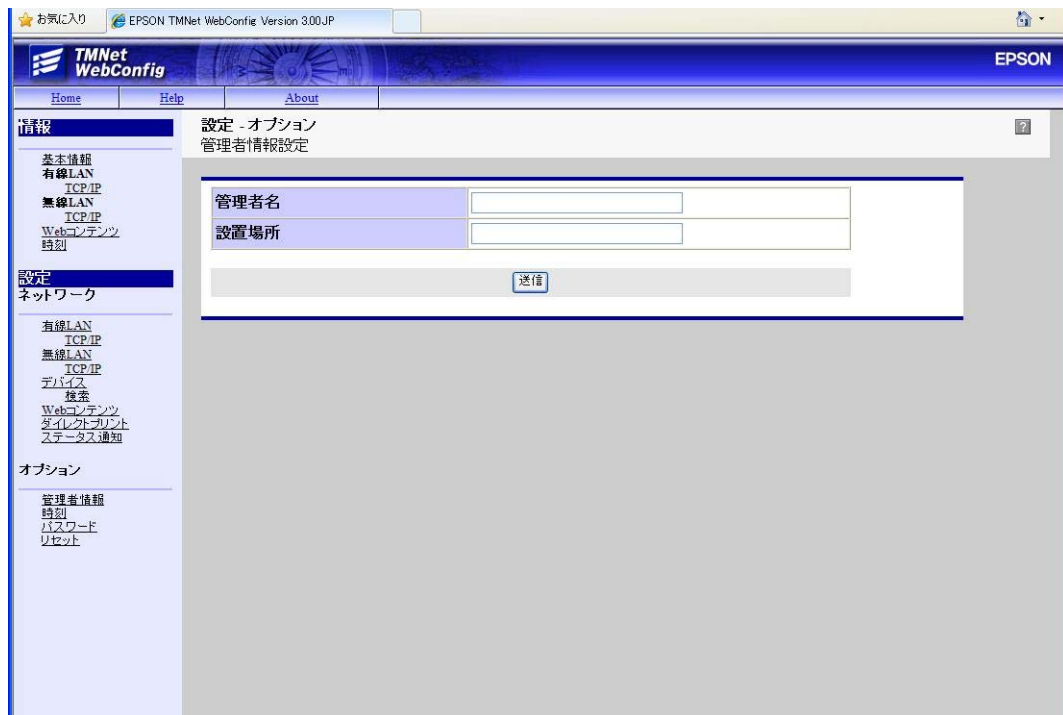 お気に入り
EPSON TMNet WebConfig Version 3.00JP
TMNet
WebConfig
EPSON
Home
Help
About
情報
基本情報
有線LAN
TCP/IP
無線LAN
TCP/IP
Webコンテンツ
時刻
設定
ネットワーク
有線LAN
TCP/IP
無線LAN
TCP/IP
デバイス
検索
Webコンテンツ
ダイレクトプリント
ステータス通知
オプション
管理者情報
時刻
パスワード
リセット
設定 - オプション
管理者情報設定
?
管理者名
設置場所
送信